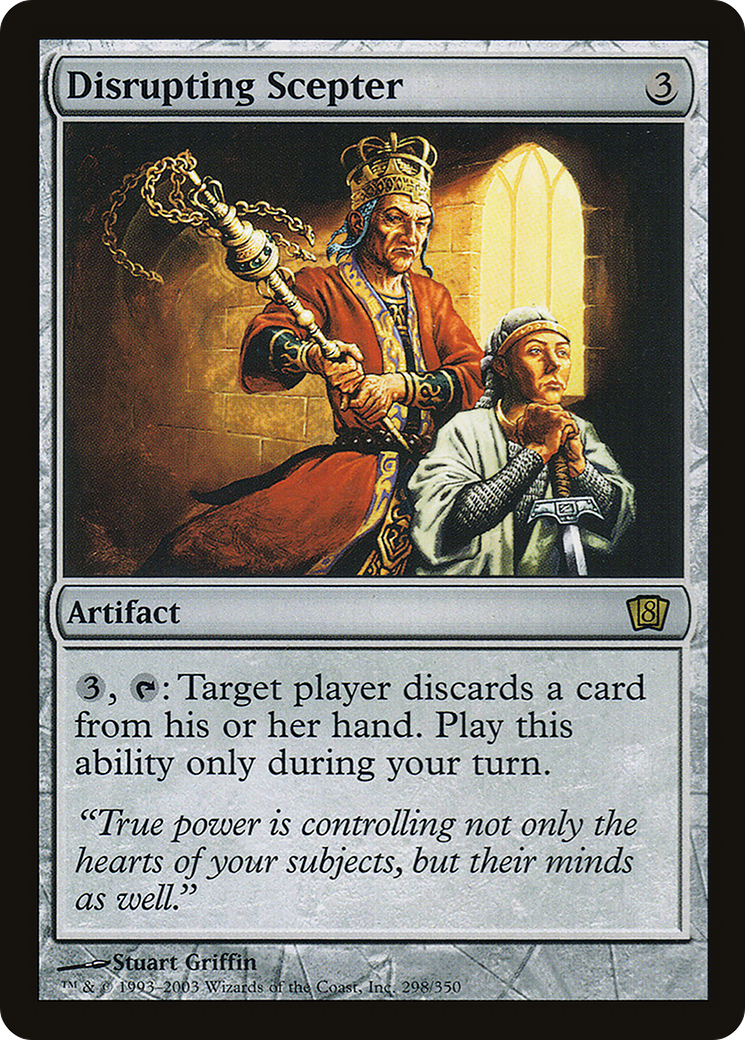 Disrupting Scepter 3
Artifact 8
3, : Target player discards a card
from his or her hand. Play this
ability only during your turn.
“True power is controlling not only the
hearts of your subjects, but their minds
as well.”
Stuart Griffin
™ & © 1993–2003 Wizards of the Coast, Inc. 298/350